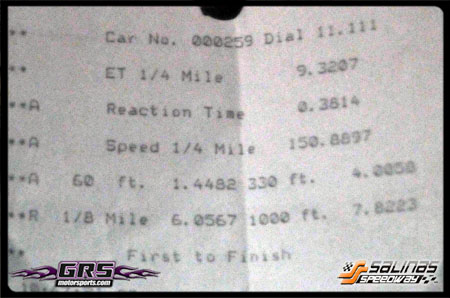 ** Car No. 000259 Dial 11.111
** ET 1/4 Mile 9.3207
**A Reaction Time 0.3614
**A Speed 1/4 Mile 150.8897
**A 60 ft. 1.4482 330 ft. 4.0058
**R 1/8 Mile 6.0567 1000 ft. 7.8223
** First to Finish
GRS
motorsports.com
SALINAS
SPEEDWAY